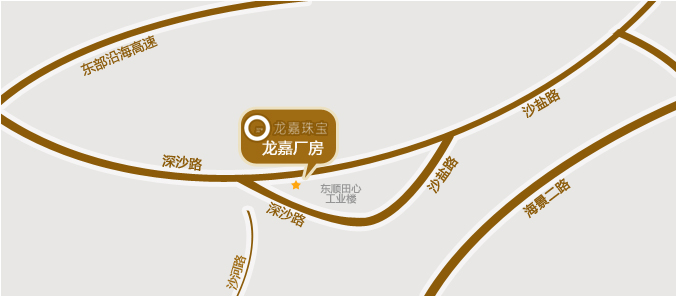 东部沿海高速
沙盐路
龙嘉珠宝
龙嘉厂房
深沙路
沙盐路
东顺田心
工业楼
海景二路
深沙路
沙河路